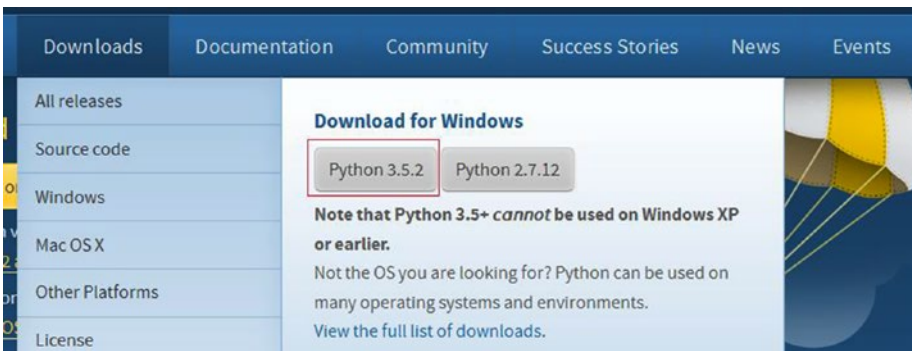 Downloads Documentation Community Success Stories News Events
All releases
Source code
Windows
Mac OS X
Other Platforms
License
Download for Windows
Python 3.5.2 Python 2.7.12
Note that Python 3.5+ cannot be used on Windows XP
or earlier.
Not the OS you are looking for? Python can be used on
many operating systems and environments.
View the full list of downloads.